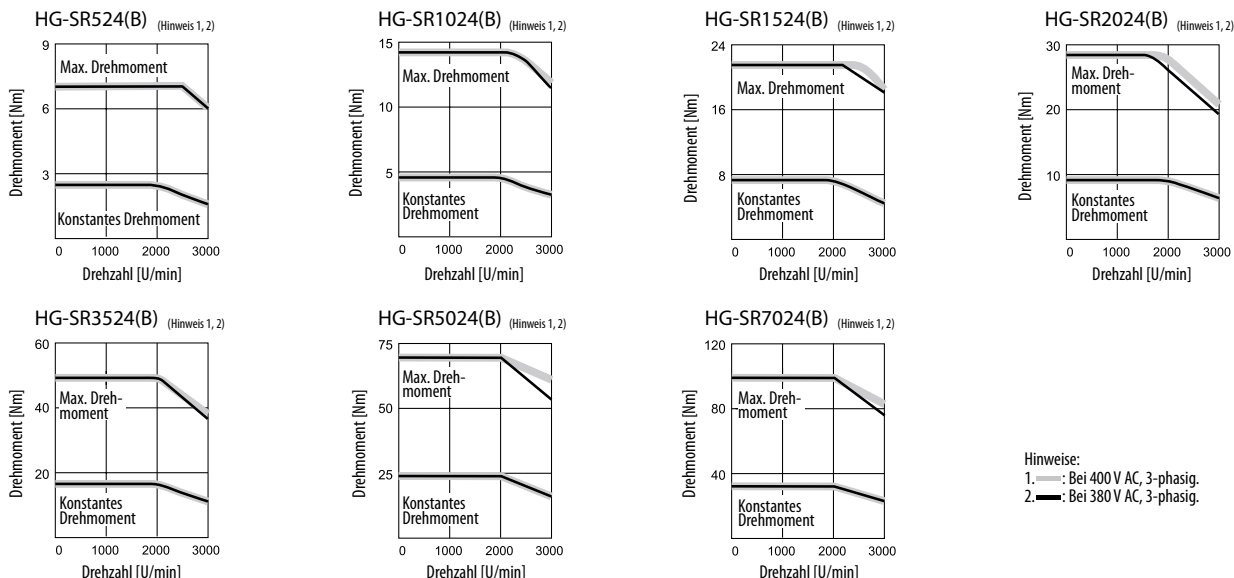 HG-SR524(B) (Hinweis 1, 2)
Drehmoment [Nm]
9
6
3
Max. Drehmoment
Konstantes Drehmoment
0 1000 2000 3000
Drehzahl [U/min]
HG-SR1024(B) (Hinweis 1, 2)
Drehmoment [Nm]
15
10
5
Max. Drehmoment
Konstantes
Drehmoment
0 1000 2000 3000
Drehzahl [U/min]
HG-SR1524(B) (Hinweis 1, 2)
Drehmoment [Nm]
24
16
8
Max. Drehmoment
Konstantes
Drehmoment
0 1000 2000 3000
Drehzahl [U/min]
HG-SR2024(B) (Hinweis 1, 2)
Drehmoment [Nm]
30
20
10
Max. Dreh-
moment
Konstantes
Drehmoment
0 1000 2000 3000
Drehzahl [U/min]
HG-SR3524(B) (Hinweis 1, 2)
Drehmoment [Nm]
60
40
20
Max. Dreh-
moment
Konstantes
Drehmoment
0 1000 2000 3000
Drehzahl [U/min]
HG-SR5024(B) (Hinweis 1, 2)
Drehmoment [Nm]
75
50
25
Max. Dreh-
moment
Konstantes
Drehmoment
0 1000 2000 3000
Drehzahl [U/min]
HG-SR7024(B) (Hinweis 1, 2)
Drehmoment [Nm]
120
80
40
Max. Dreh-
moment
Konstantes
Drehmoment
0 1000 2000 3000
Drehzahl [U/min]
Hinweise:
1. : Bei 400 V AC, 3-phasig.
2. : Bei 380 V AC, 3-phasig.